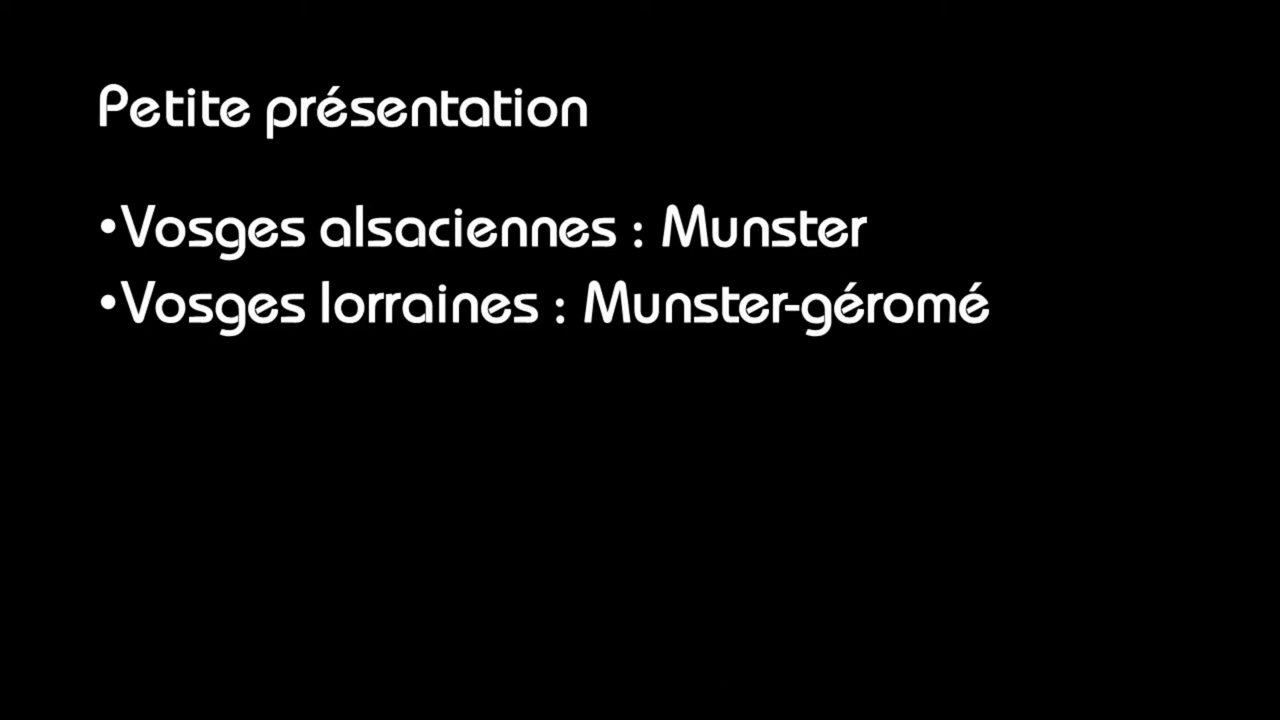 Petite présentation
•Vosges alsaciennes : Munster
•Vosges lorraines : Munster-géromé